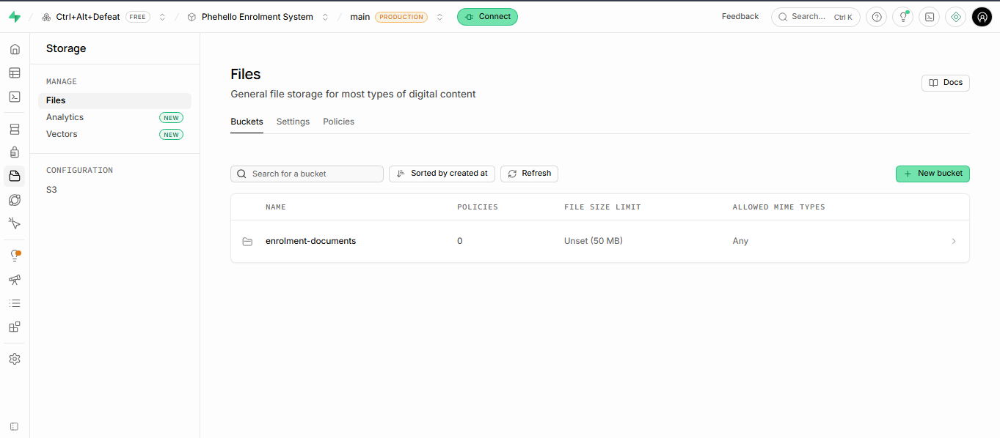 Ctrl+Alt+Defeat FREE / Phehello Enrolment System / main PRODUCTION Connect Feedback Search... Ctrl K
Storage
MANAGE
Files
Analytics NEW
Vectors NEW
CONFIGURATION
S3
Files
General file storage for most types of digital content
Docs
Buckets Settings Policies
Search for a bucket Sorted by created at Refresh New bucket
NAME POLICIES FILE SIZE LIMIT ALLOWED MIME TYPES
enrolment-documents 0 Unset (50 MB) Any